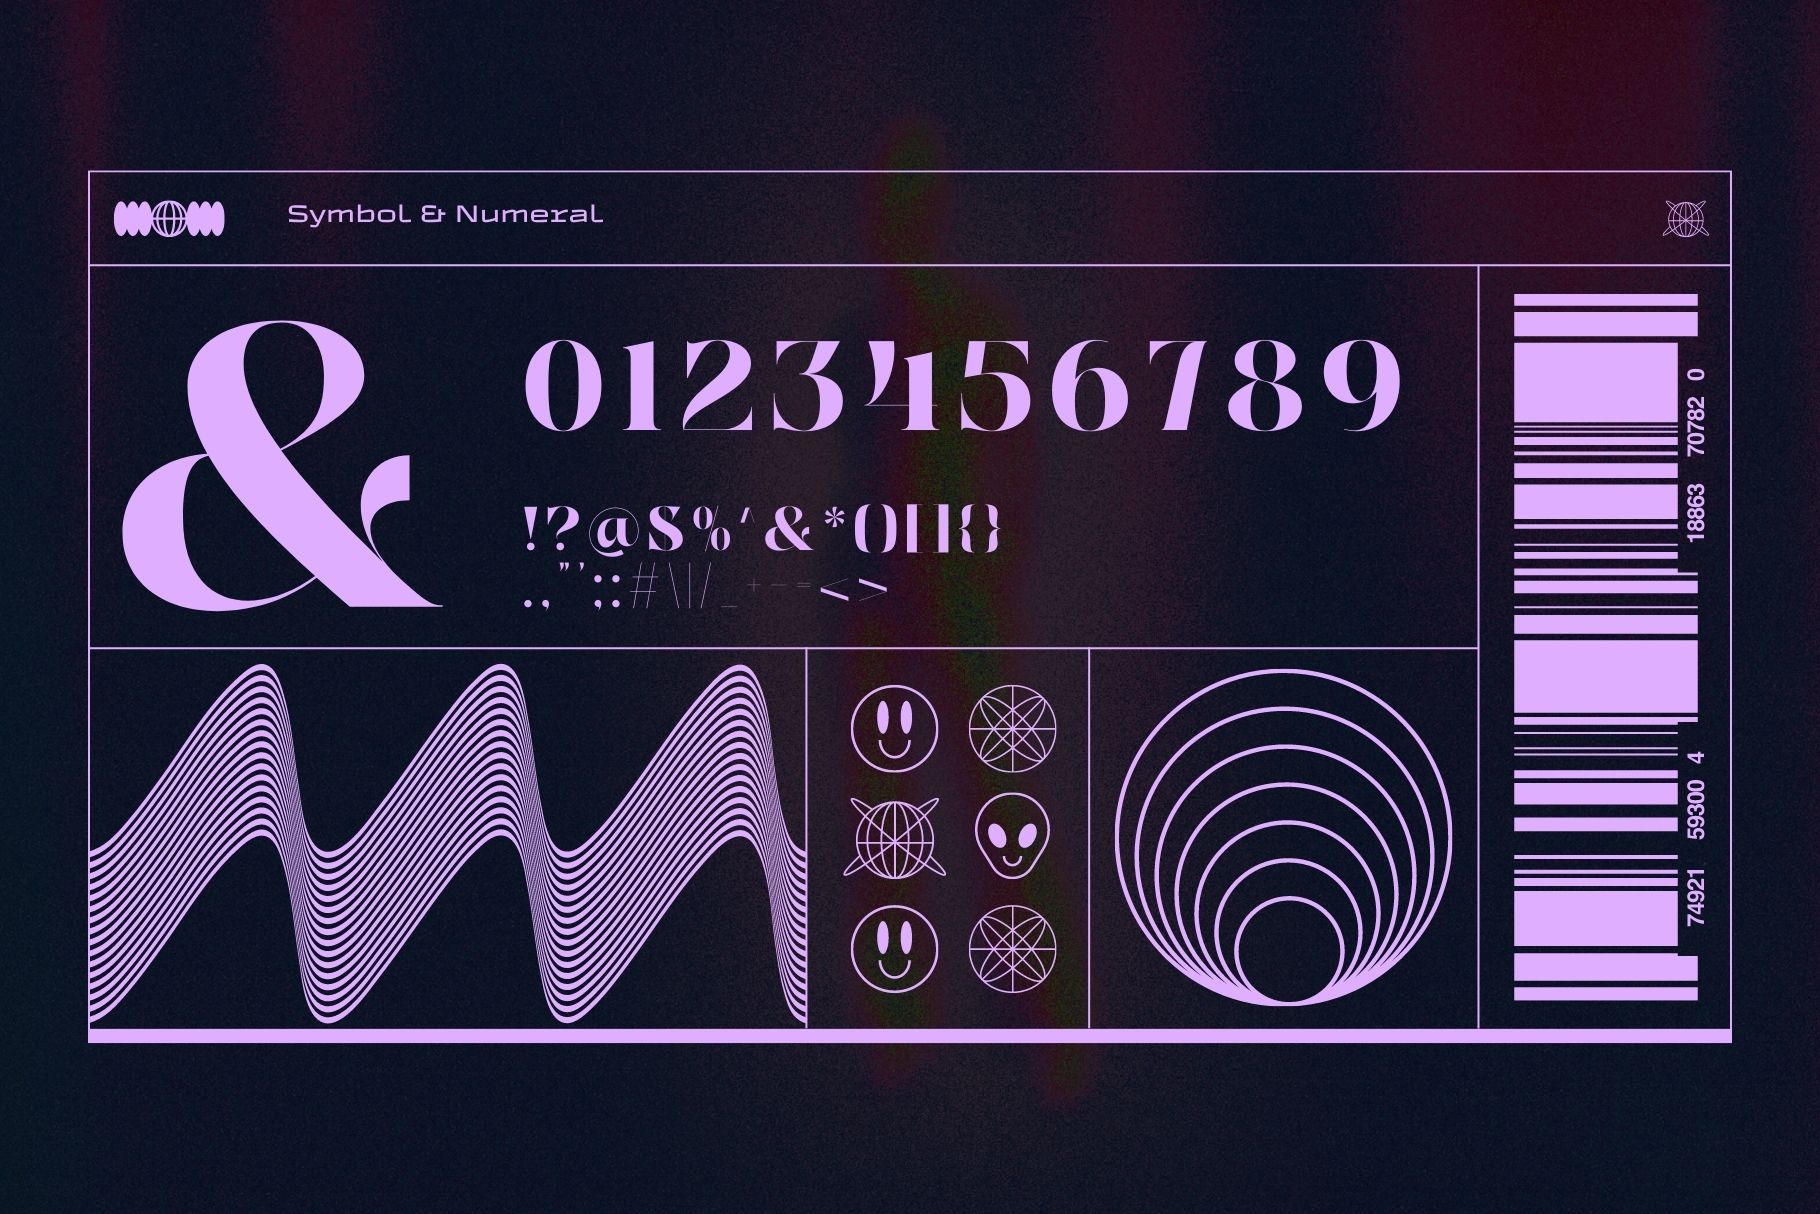 Symbol & Numeral
&
0123456789
!?@$%^&*()[]{}
.,"';:#\|/_+-–=<>
74921 59300 4
18863 70782 0